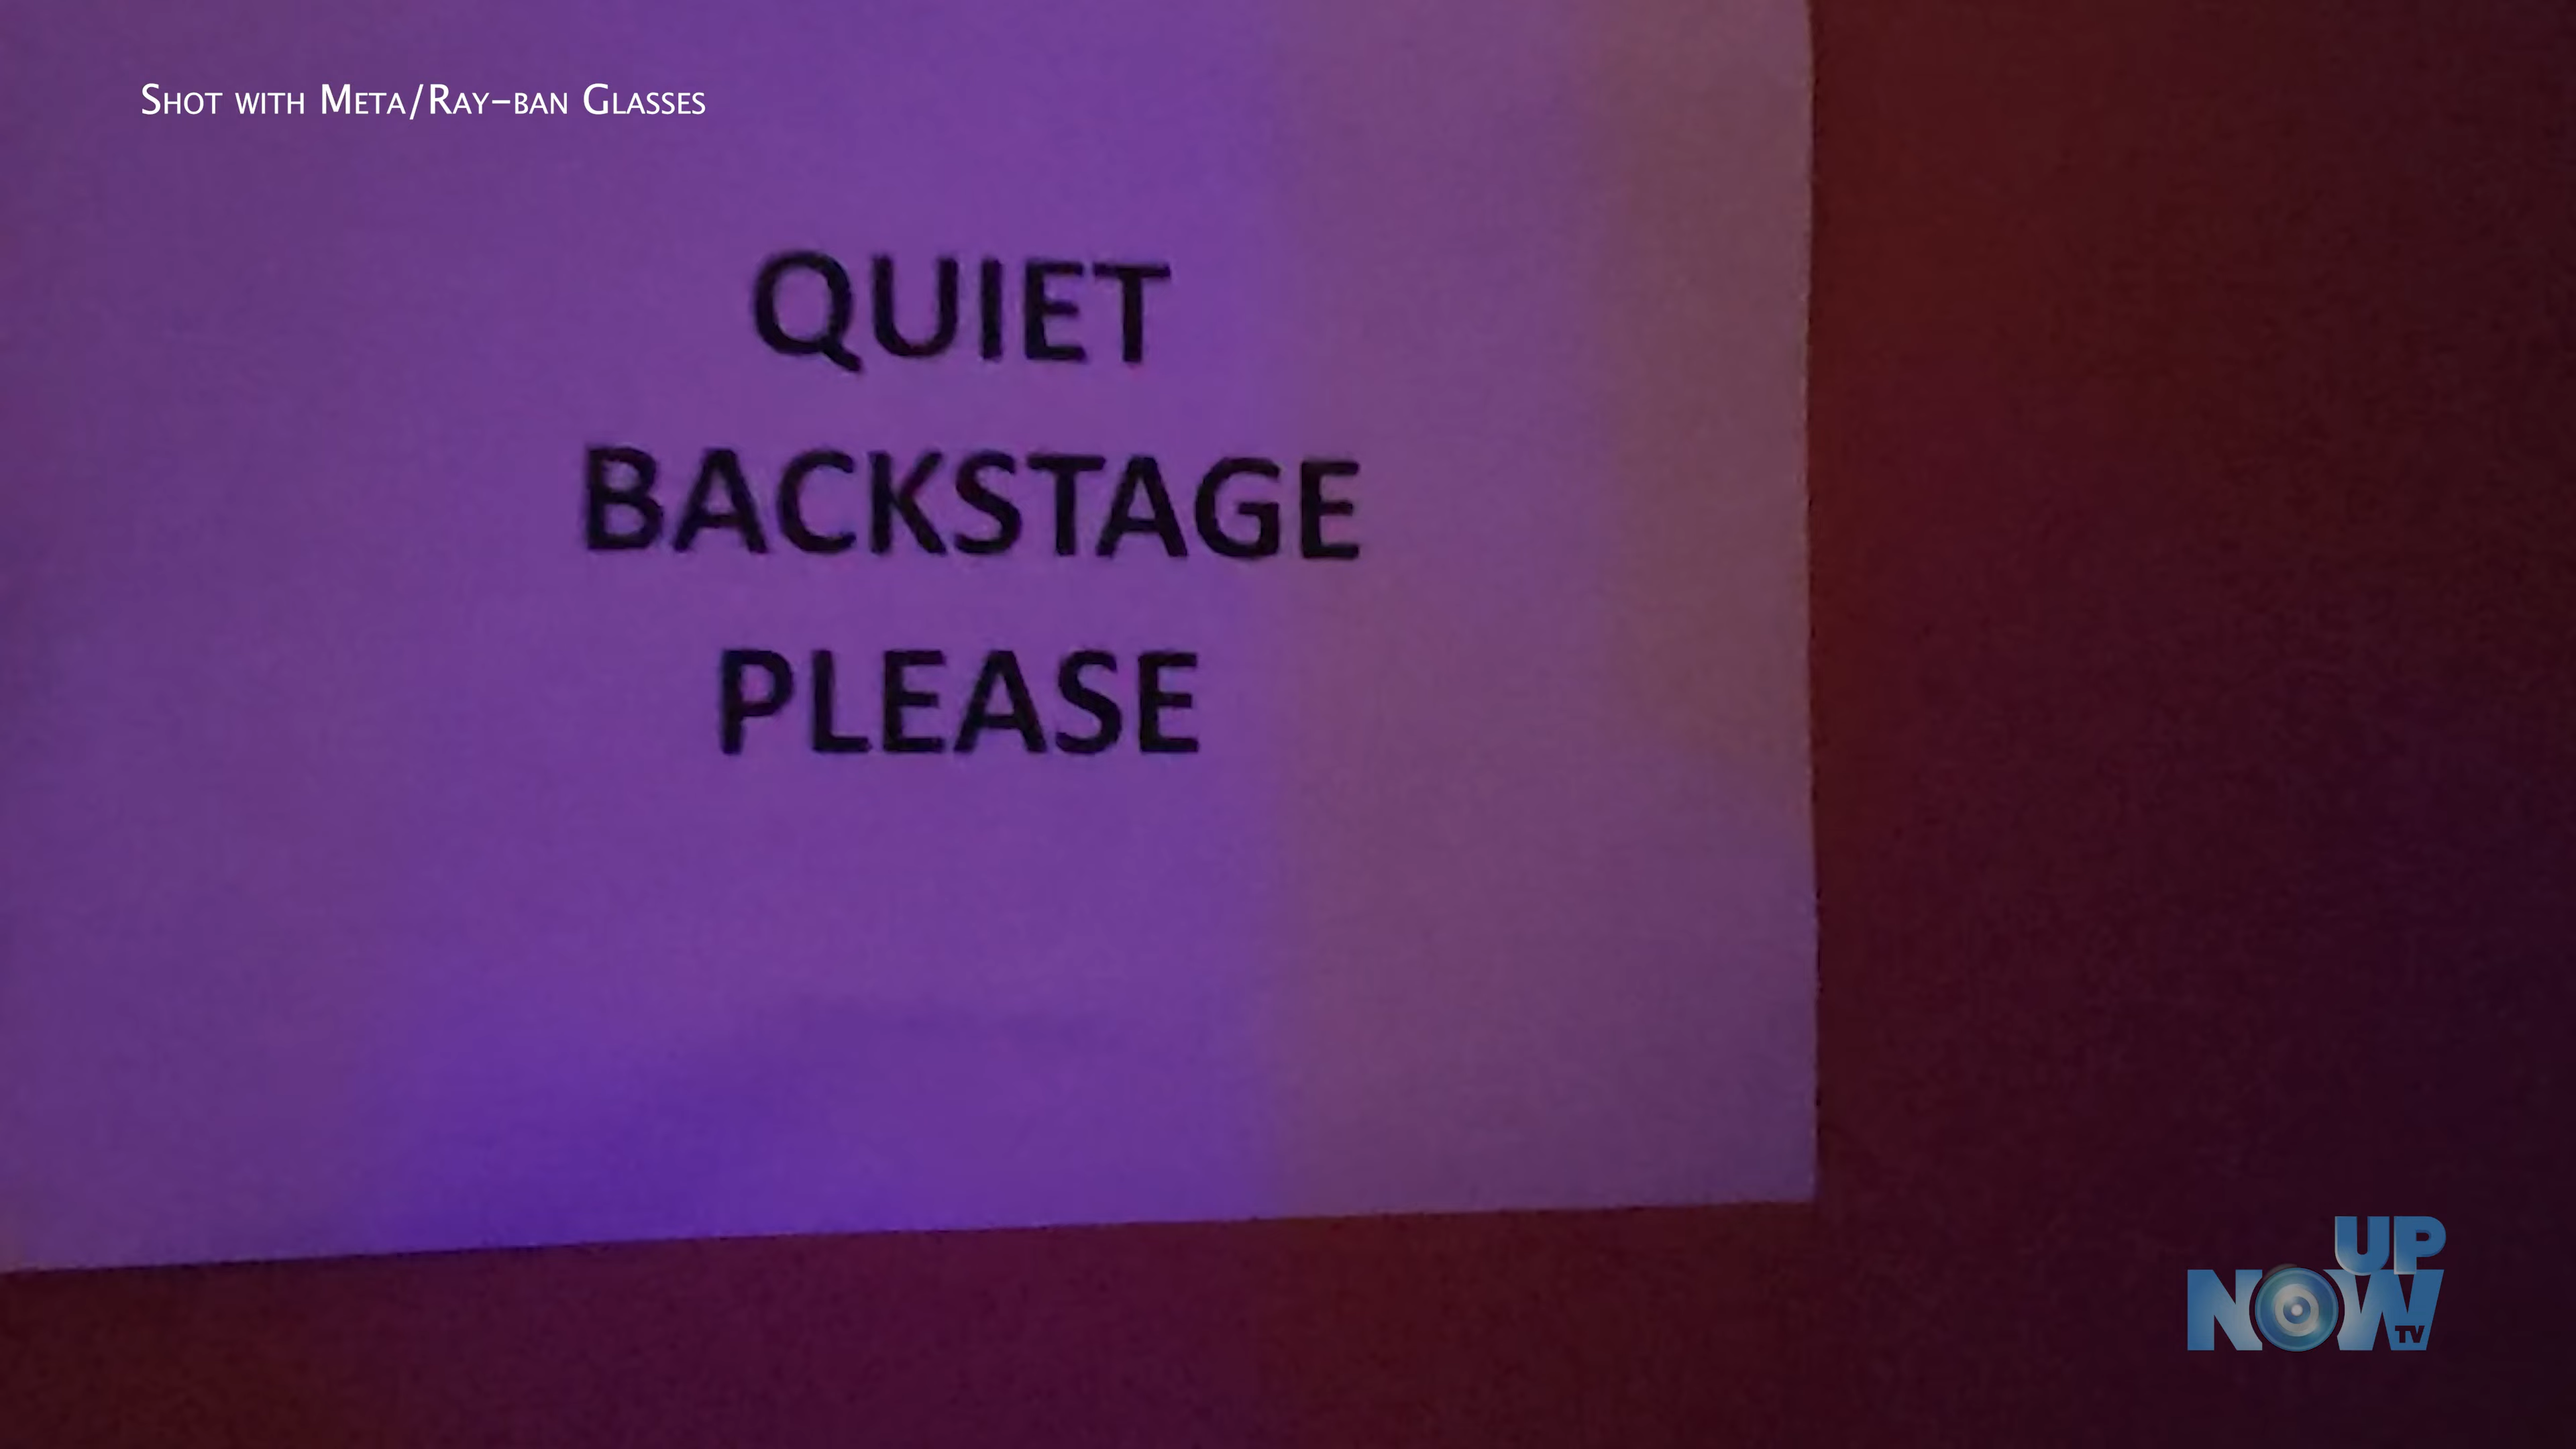 Shot with Meta/Ray-ban Glasses
QUIET
BACKSTAGE
PLEASE
UP
NOW
TV